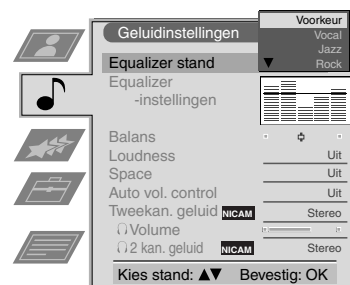 Geluidinstellingen
Voorkeur
Vocal
Jazz
▼ Rock
Equalizer stand
Equalizer
-instellingen
Balans
Loudness Uit
Space Uit
Auto vol. control Uit
Tweekan. geluid NICAM Stereo
Volume
2 kan. geluid NICAM Stereo
Kies stand: ▲▼ Bevestig: OK